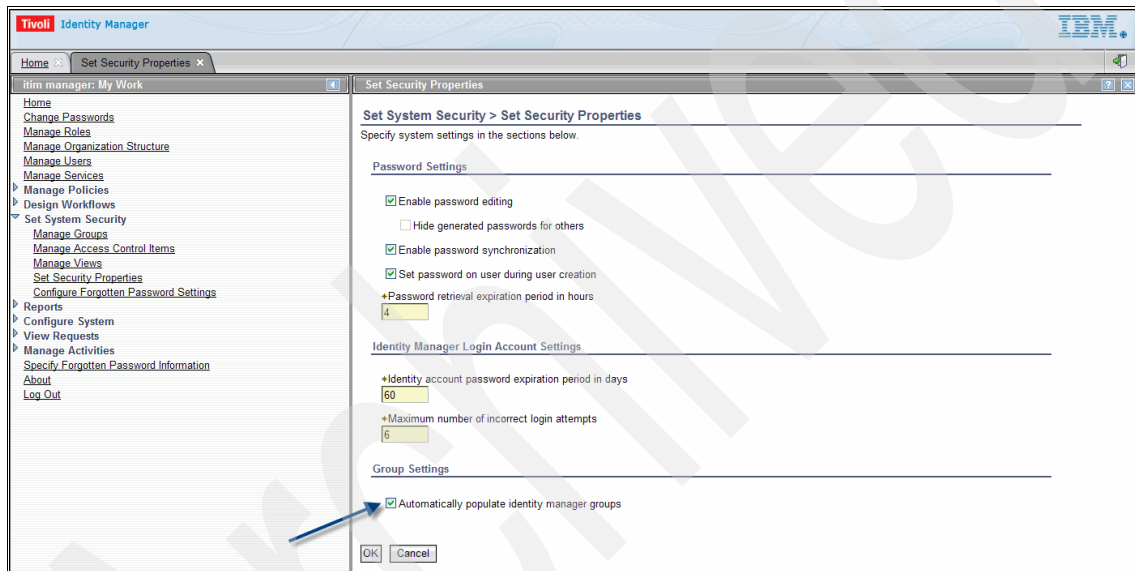 Tivoli Identity Manager
IBM.
Home
Set Security Properties
itim manager: My Work
Home
Change Passwords
Manage Roles
Manage Organization Structure
Manage Users
Manage Services
Manage Policies
Design Workflows
Set System Security
Manage Groups
Manage Access Control Items
Manage Views
Set Security Properties
Configure Forgotten Password Settings
Reports
Configure System
View Requests
Manage Activities
Specify Forgotten Password Information
About
Log Out
Set Security Properties
?
Set System Security > Set Security Properties
Specify system settings in the sections below.
Password Settings
Enable password editing
Hide generated passwords for others
Enable password synchronization
Set password on user during user creation
Password retrieval expiration period in hours
4
Identity Manager Login Account Settings
Identity account password expiration period in days
60
Maximum number of incorrect login attempts
6
Group Settings
Automatically populate identity manager groups
OK Cancel
Archived